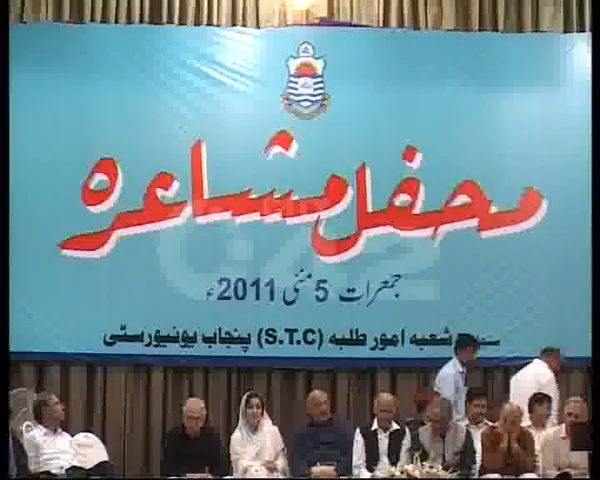 محفل مشاعرہ
جمعرات 5 مئی 2011ء
شعبہ امور طلبہ (S.T.C) پنجاب یونیورسٹی